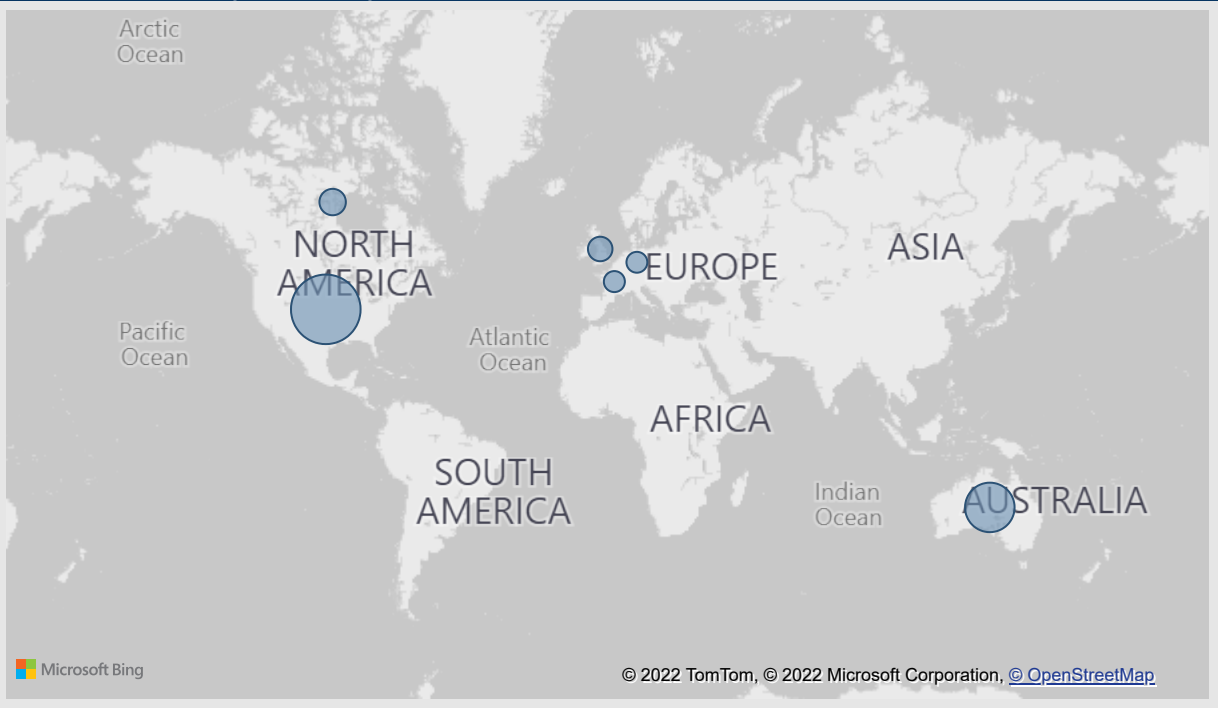 Arctic
Ocean
NORTH
AMERICA
EUROPE
ASIA
Pacific
Ocean
Atlantic
Ocean
AFRICA
SOUTH
AMERICA
Indian
Ocean
AUSTRALIA
Microsoft Bing
© 2022 TomTom, © 2022 Microsoft Corporation, © OpenStreetMap